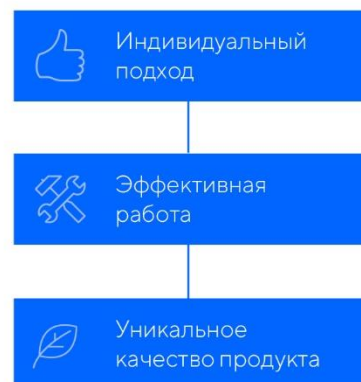 Индивидуальный
подход
Эффективная
работа
Уникальное
качество продукта